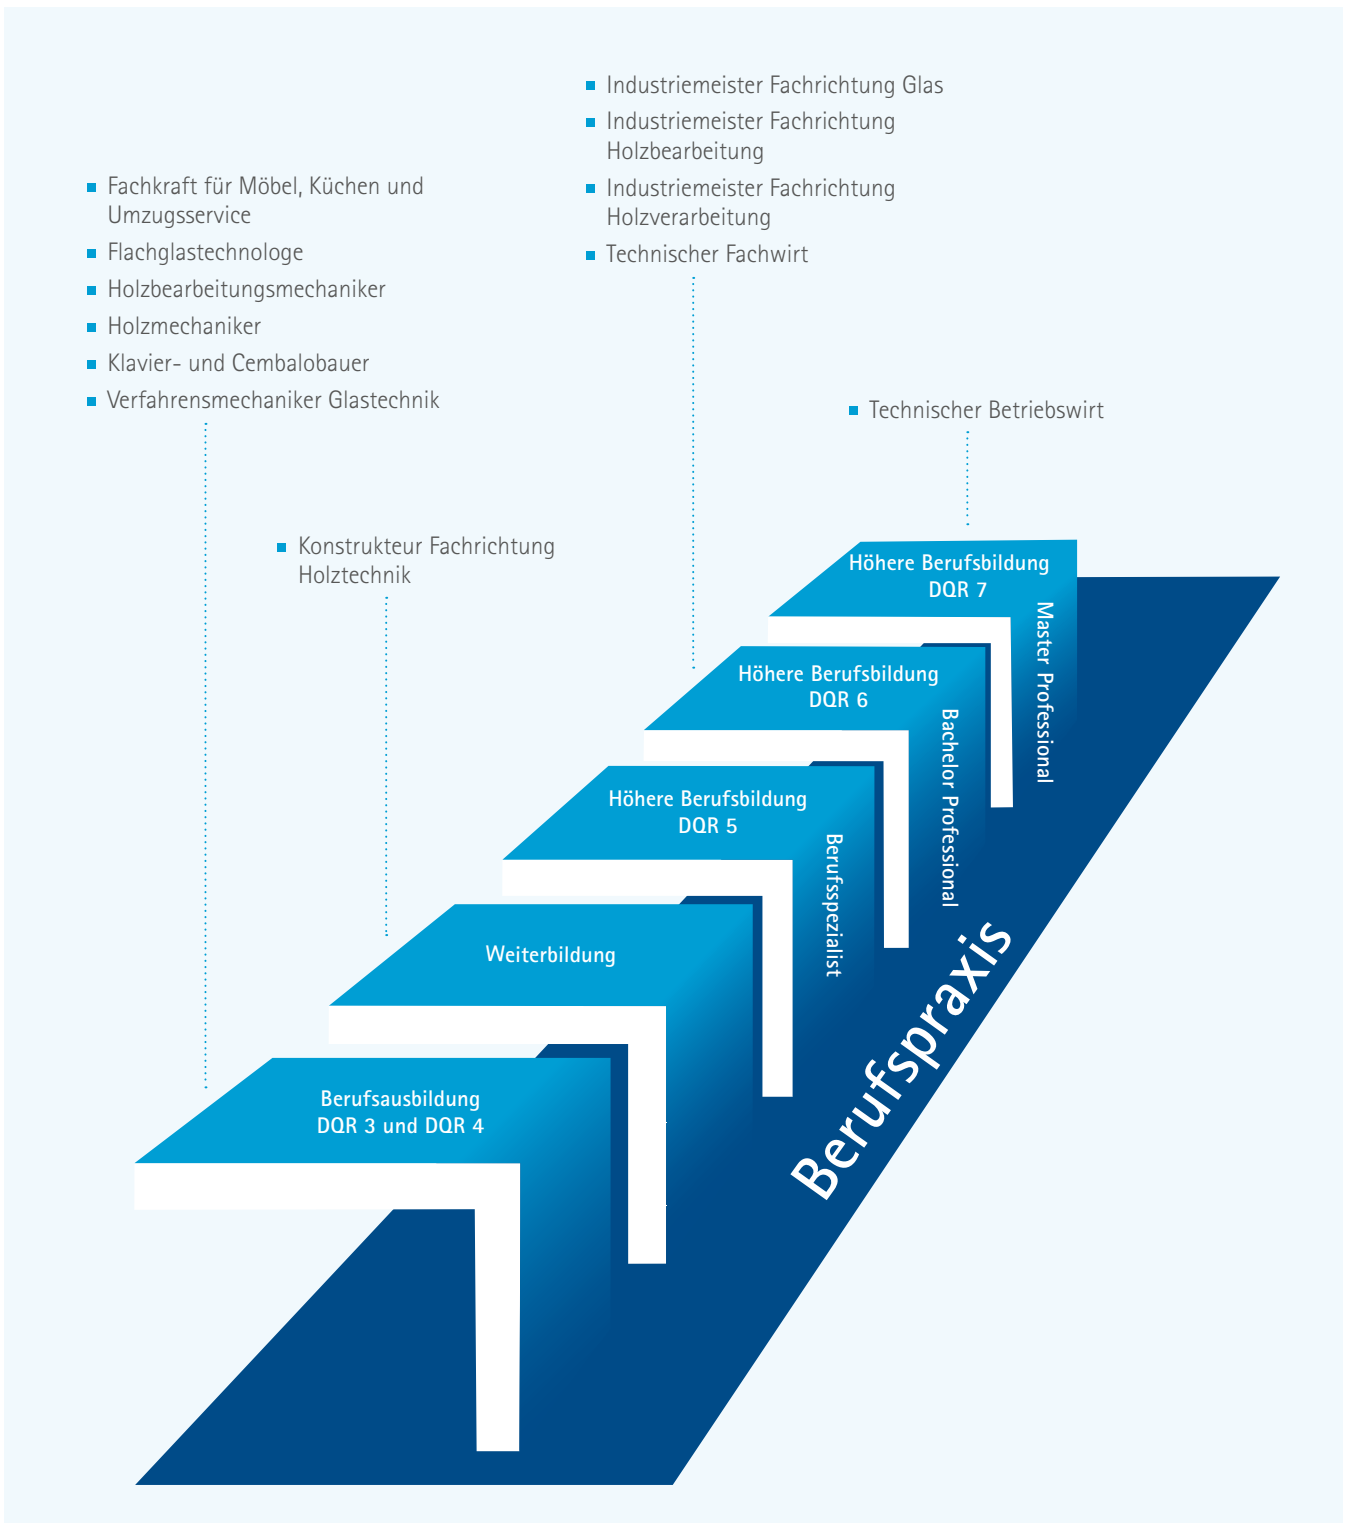 Industriemeister Fachrichtung Glas
Industriemeister Fachrichtung
Holzbearbeitung
Industriemeister Fachrichtung
Holzverarbeitung
Technischer Fachwirt
Fachkraft für Möbel, Küchen und
Umzugsservice
Flachglastechnologe
Holzbearbeitungsmechaniker
Holzmechaniker
Klavier- und Cembalobauer
Verfahrensmechaniker Glastechnik
Technischer Betriebswirt
Konstrukteur Fachrichtung
Holztechnik
Höhere Berufsbildung
DQR 7
Master Professional
Höhere Berufsbildung
DQR 6
Bachelor Professional
Höhere Berufsbildung
DQR 5
Berufsspezialist
Weiterbildung
Berufsausbildung
DQR 3 und DQR 4
Berufspraxis